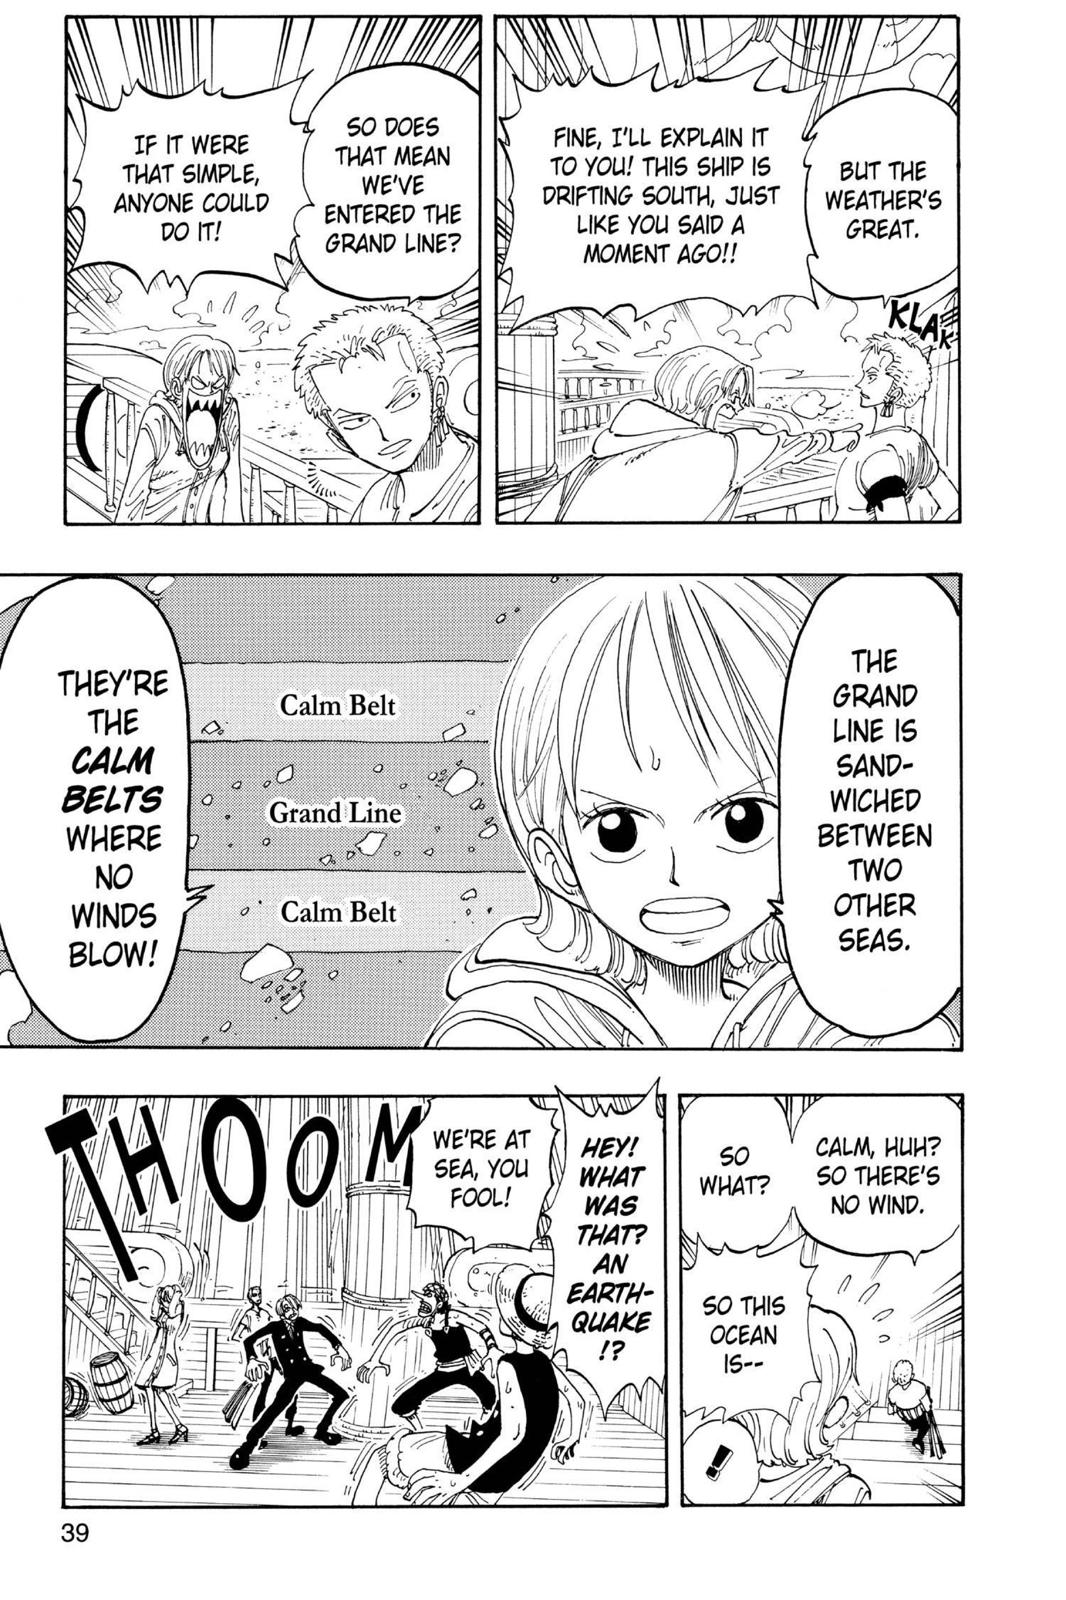 BUT THE
WEATHER'S
GREAT.
FINE, I'LL EXPLAIN IT
TO YOU! THIS SHIP IS
DRIFTING SOUTH, JUST
LIKE YOU SAID A
MOMENT AGO!!
KLAK
SO DOES
THAT MEAN
WE'VE
ENTERED THE
GRAND LINE?
IF IT WERE
THAT SIMPLE,
ANYONE COULD
DO IT!
THE
GRAND
LINE IS
SAND-
WICHED
BETWEEN
TWO
OTHER
SEAS.
Calm Belt
Grand Line
Calm Belt
THEY'RE
THE
CALM
BELTS
WHERE
NO
WINDS
BLOW!
CALM, HUH?
SO THERE'S
NO WIND.
SO
WHAT?
SO THIS
OCEAN
IS--
!
HEY!
WHAT
WAS
THAT?
AN
EARTH-
QUAKE
!?
WE'RE AT
SEA, YOU
FOOL!
THOOM
39